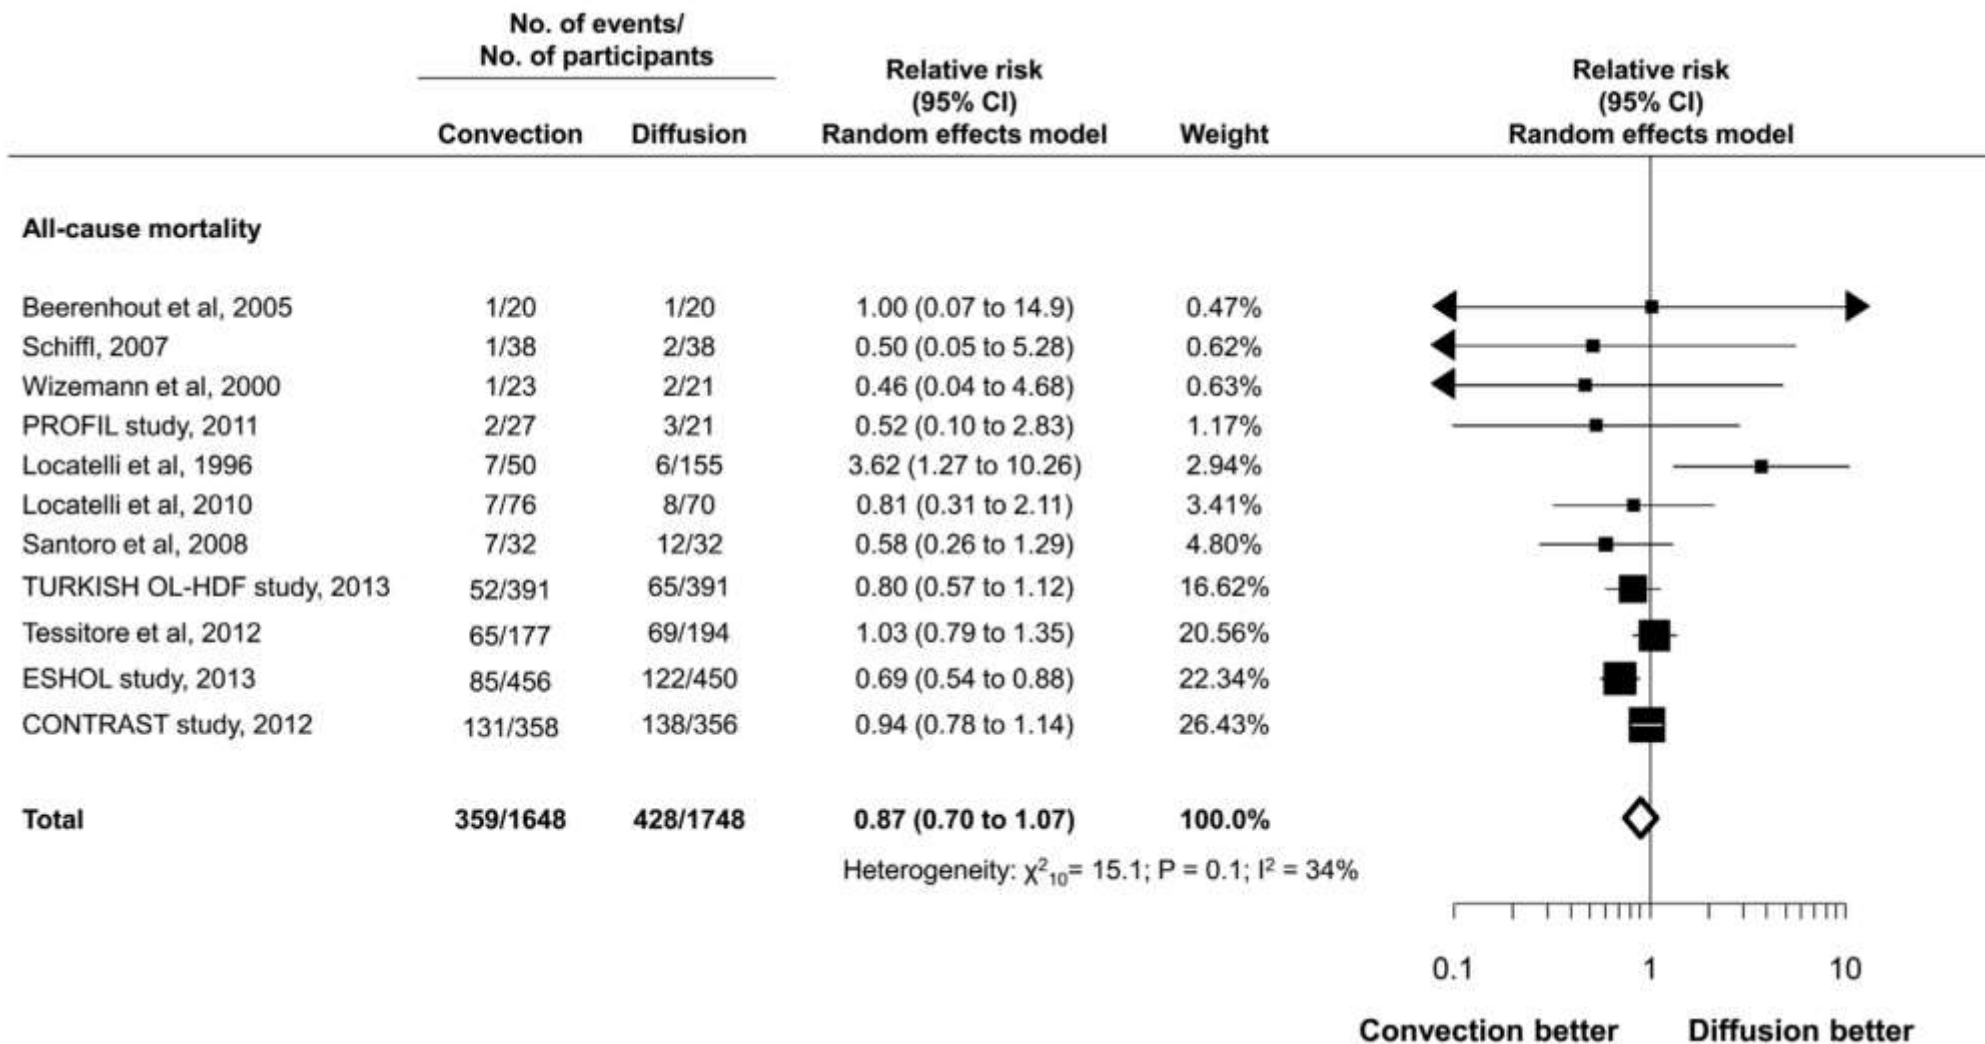 No. of events/
No. of participants
Relative risk
(95% CI)
Random effects model
Relative risk
(95% CI)
Random effects model
Convection Diffusion Weight
All-cause mortality
Beerenhout et al, 2005 1/20 1/20 1.00 (0.07 to 14.9) 0.47%
Schiffl, 2007 1/38 2/38 0.50 (0.05 to 5.28) 0.62%
Wizemann et al, 2000 1/23 2/21 0.46 (0.04 to 4.68) 0.63%
PROFIL study, 2011 2/27 3/21 0.52 (0.10 to 2.83) 1.17%
Locatelli et al, 1996 7/50 6/155 3.62 (1.27 to 10.26) 2.94%
Locatelli et al, 2010 7/76 8/70 0.81 (0.31 to 2.11) 3.41%
Santoro et al, 2008 7/32 12/32 0.58 (0.26 to 1.29) 4.80%
TURKISH OL-HDF study, 2013 52/391 65/391 0.80 (0.57 to 1.12) 16.62%
Tessitore et al, 2012 65/177 69/194 1.03 (0.79 to 1.35) 20.56%
ESHOL study, 2013 85/456 122/450 0.69 (0.54 to 0.88) 22.34%
CONTRAST study, 2012 131/358 138/356 0.94 (0.78 to 1.14) 26.43%
Total 359/1648 428/1748 0.87 (0.70 to 1.07) 100.0%
Heterogeneity: χ²₁₀= 15.1; P = 0.1; I² = 34%
0.1 1 10
Convection better Diffusion better